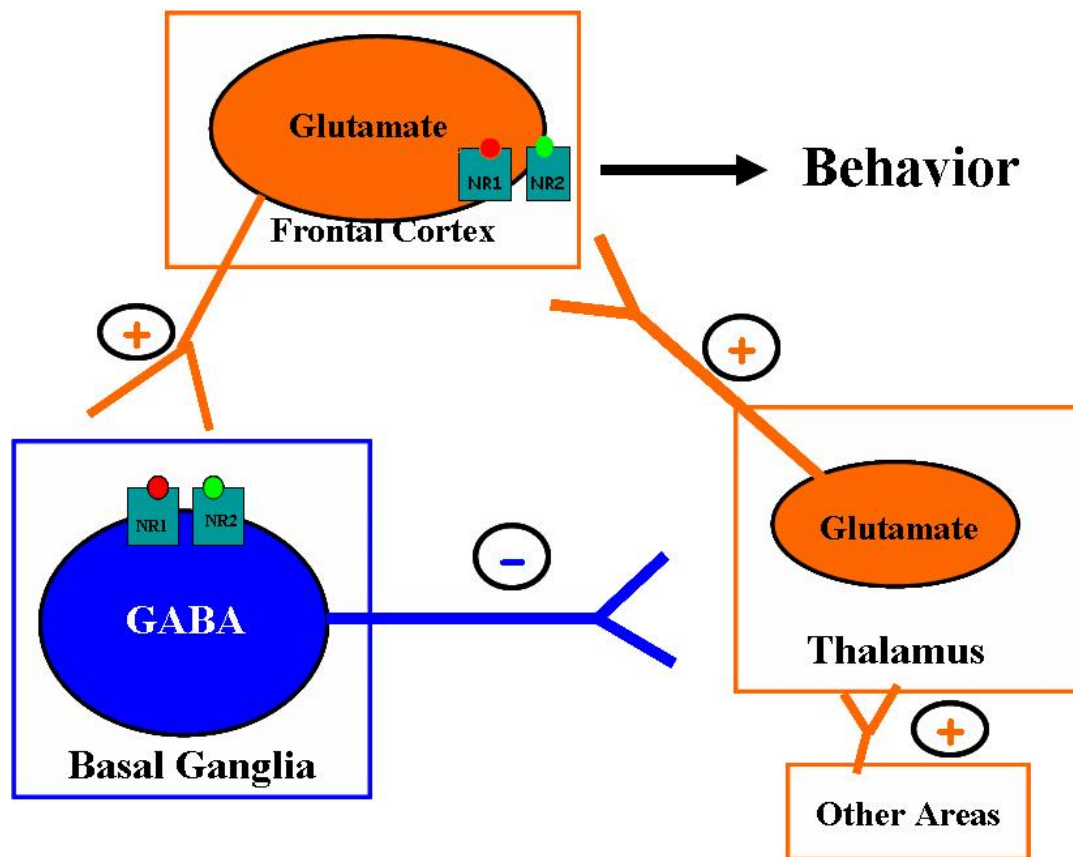 Glutamate
NR1 NR2
Frontal Cortex
Behavior
+
+
NR1 NR2
GABA
Basal Ganglia
-
Glutamate
Thalamus
+
Other Areas